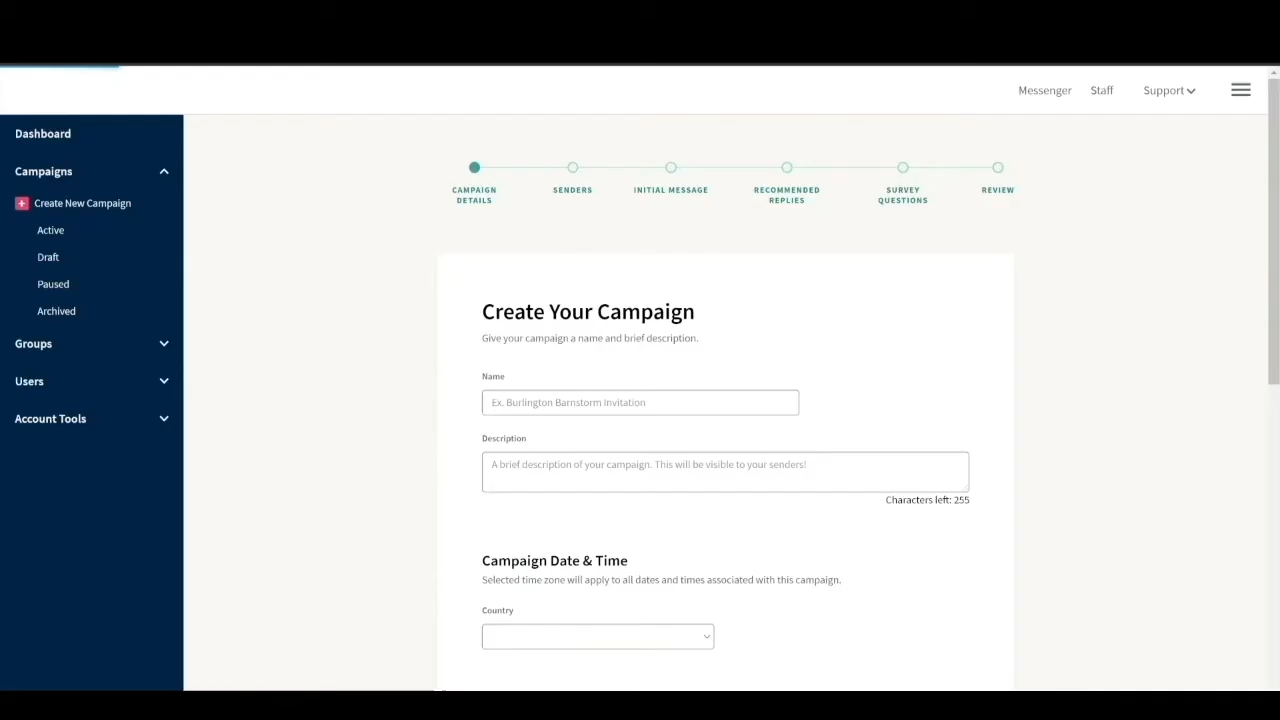 Messenger Staff Support
Dashboard
Campaigns
Create New Campaign
Active
Draft
Paused
Archived
Groups
Users
Account Tools
CAMPAIGN DETAILS
SENDERS
INITIAL MESSAGE
RECOMMENDED REPLIES
SURVEY QUESTIONS
REVIEW
Create Your Campaign
Give your campaign a name and brief description.
Name
Ex. Burlington Barnstorm Invitation
Description
A brief description of your campaign. This will be visible to your senders!
Characters left: 255
Campaign Date & Time
Selected time zone will apply to all dates and times associated with this campaign.
Country